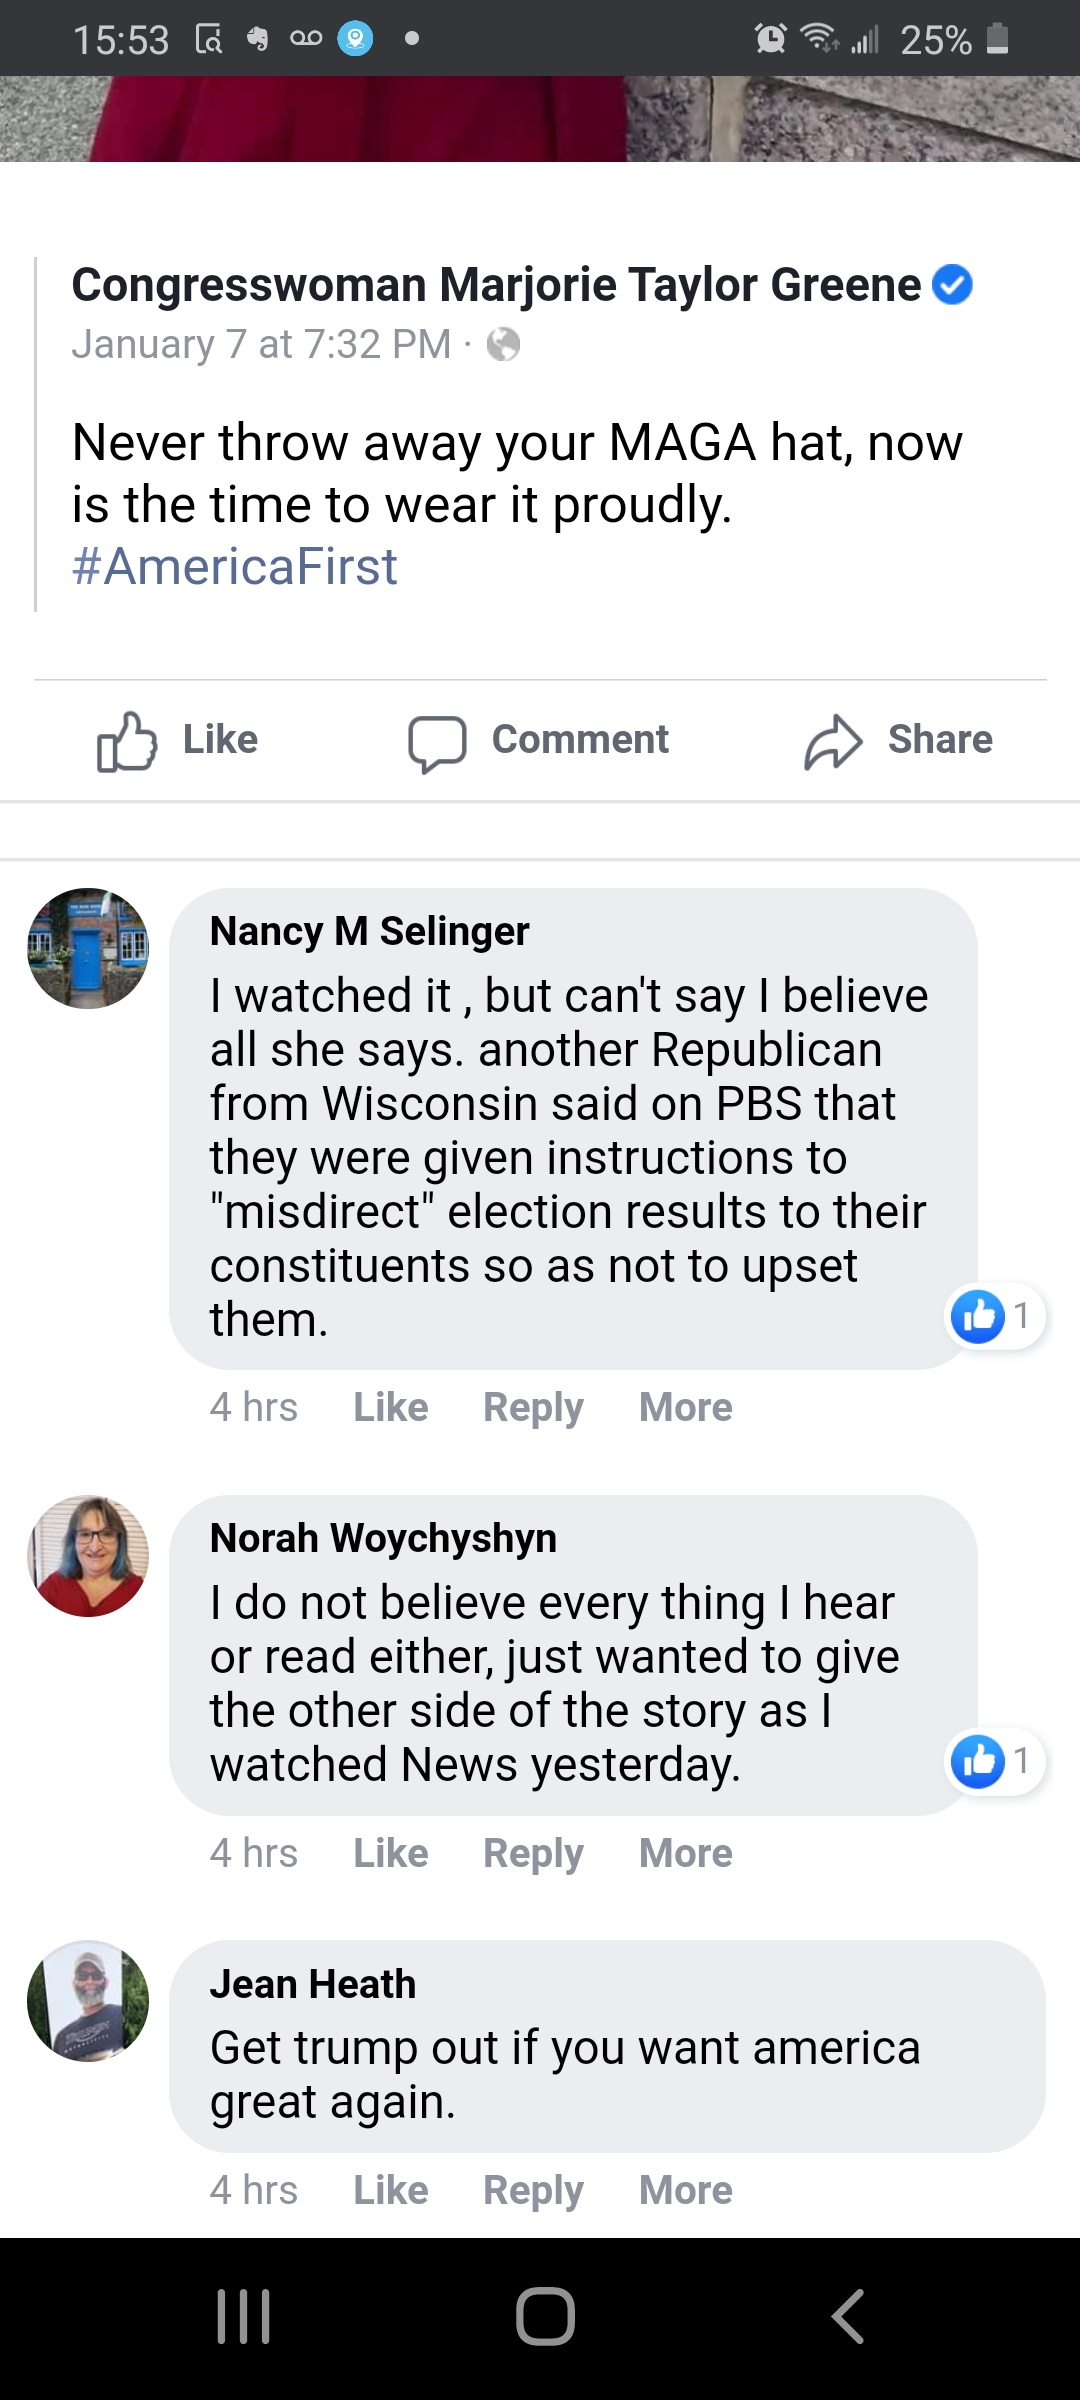 15:53
25%
Congresswoman Marjorie Taylor Greene
January 7 at 7:32 PM ·
Never throw away your MAGA hat, now
is the time to wear it proudly.
#AmericaFirst
Like Comment Share
Nancy M Selinger
I watched it , but can't say I believe
all she says. another Republican
from Wisconsin said on PBS that
they were given instructions to
"misdirect" election results to their
constituents so as not to upset
them.
1
4 hrs Like Reply More
Norah Woychyshyn
I do not believe every thing I hear
or read either, just wanted to give
the other side of the story as I
watched News yesterday.
1
4 hrs Like Reply More
Jean Heath
Get trump out if you want america
great again.
4 hrs Like Reply More